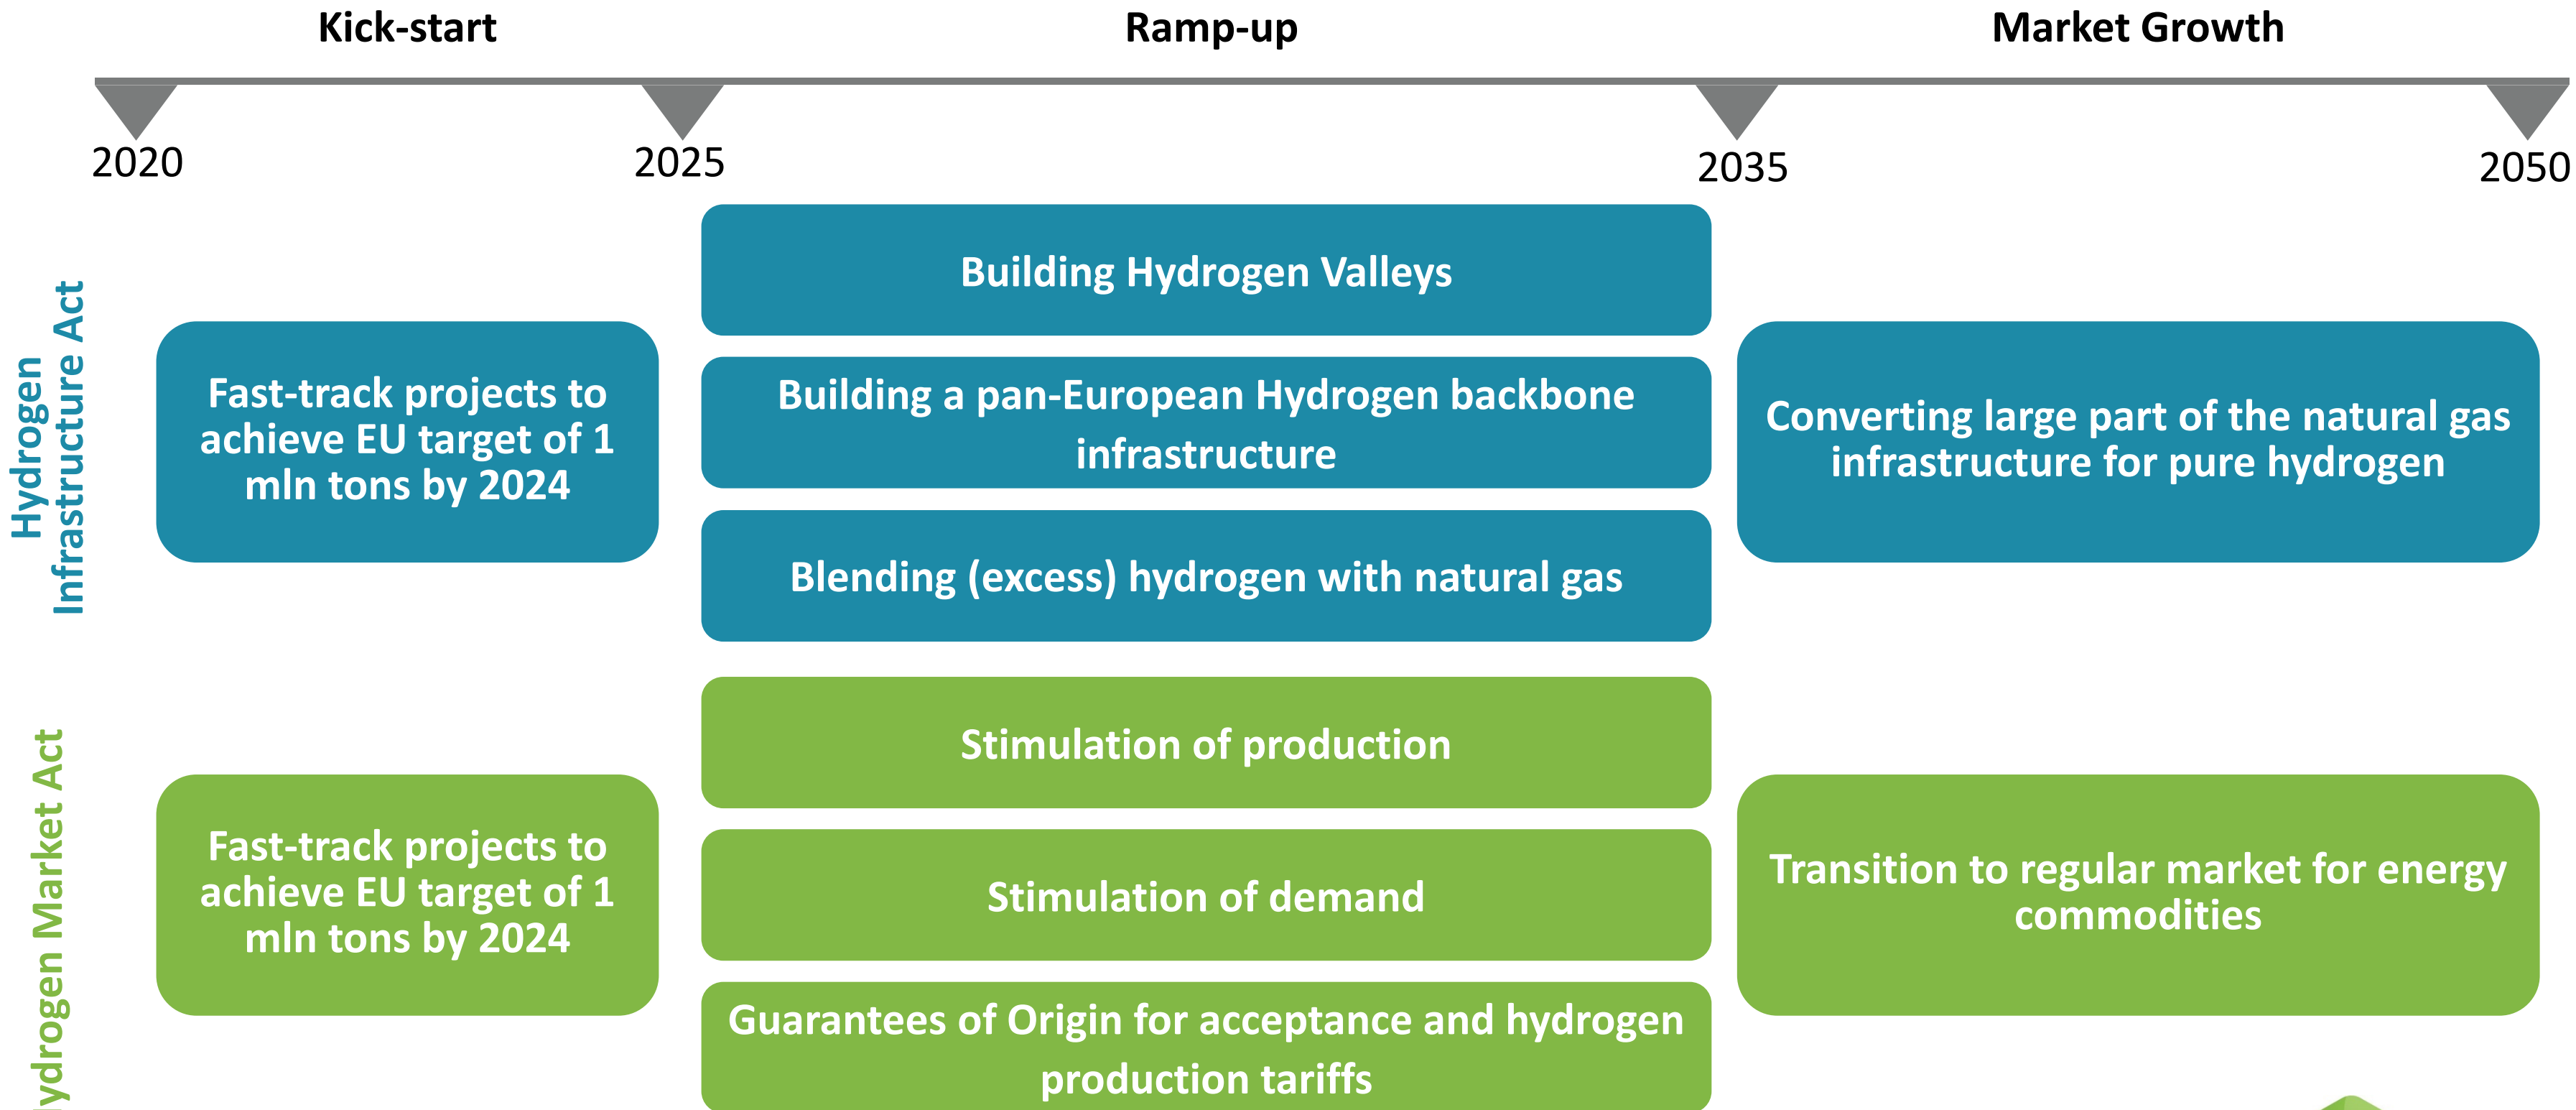 Kick-start
Ramp-up
Market Growth
2020
2025
2035
2050
Hydrogen
Infrastructure Act
Fast-track projects to
achieve EU target of 1
mln tons by 2024
Building Hydrogen Valleys
Building a pan-European Hydrogen backbone
infrastructure
Blending (excess) hydrogen with natural gas
Converting large part of the natural gas
infrastructure for pure hydrogen
ydrogen Market Act
Fast-track projects to
achieve EU target of 1
mln tons by 2024
Stimulation of production
Stimulation of demand
Guarantees of Origin for acceptance and hydrogen
production tariffs
Transition to regular market for energy
commodities